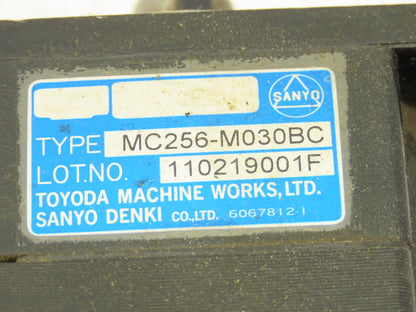 SANYO
TYPE MC256-M030BC
LOT.NO. 110219001F
TOYODA MACHINE WORKS,LTD.
SANYO DENKI CO.,LTD. 6067812-1